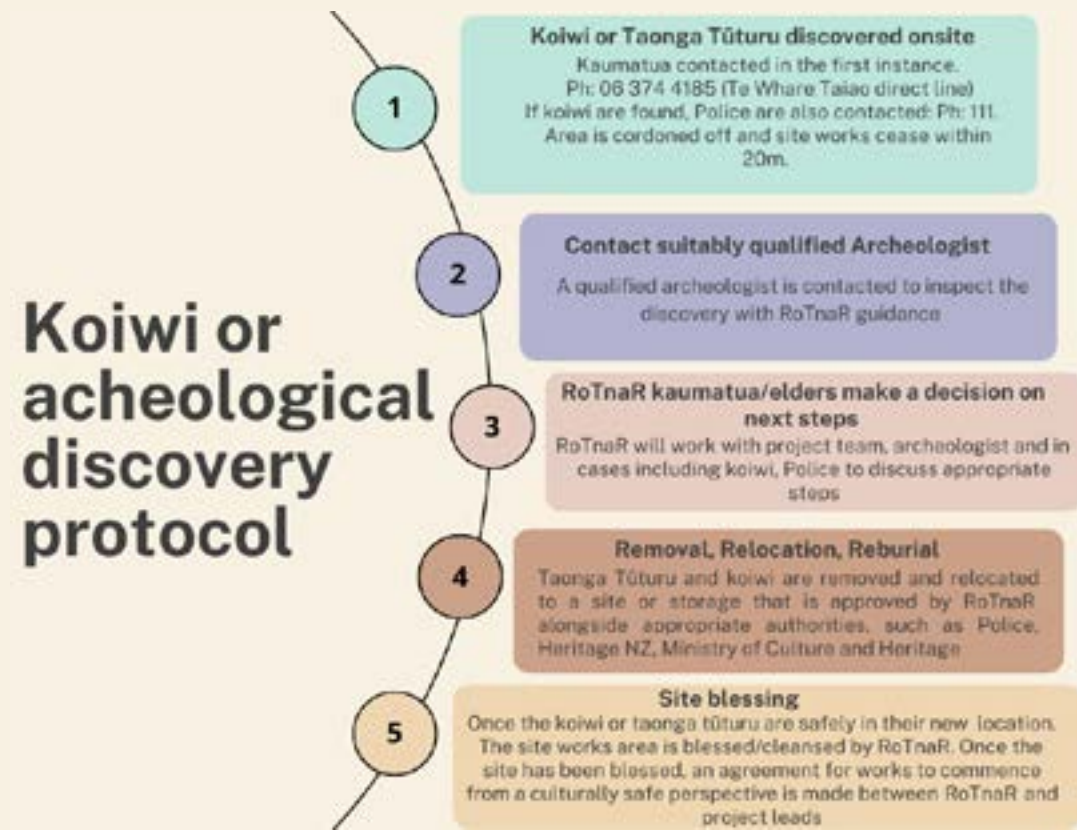 Koiwi or
acheological
discovery
protocol
1
Koiwi or Taonga Tūturu discovered onsite
Kaumatua contacted in the first instance.
Ph: 06 374 4185 (Te Whare Taiao direct line)
If koiwi are found, Police are also contacted: Ph: 111.
Area is cordoned off and site works cease within
20m.
2
Contact suitably qualified Archeologist
A qualified archeologist is contacted to inspect the
discovery with RoTnaR guidance
3
RoTnaR kaumatua/elders make a decision on
next steps
RoTnaR will work with project team, archeologist and in
cases including koiwi, Police to discuss appropriate
steps
4
Removal, Relocation, Reburial
Taonga Tūturu and koiwi are removed and relocated
to a site or storage that is approved by RoTnaR
alongside appropriate authorities, such as Police,
Heritage NZ, Ministry of Culture and Heritage
5
Site blessing
Once the koiwi or taonga tūturu are safely in their new location.
The site works area is blessed/cleansed by RoTnaR. Once the
site has been blessed, an agreement for works to commence
from a culturally safe perspective is made between RoTnaR and
project leads